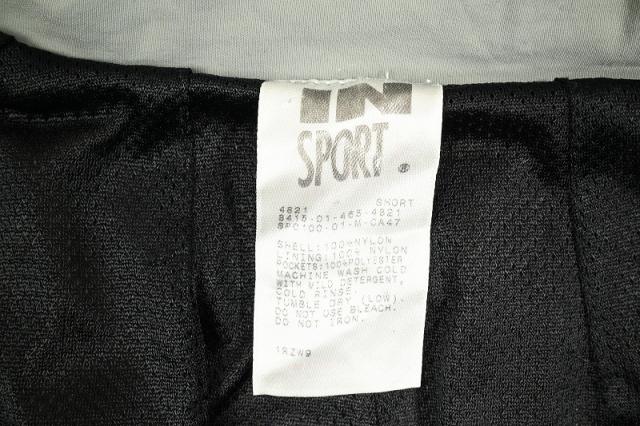 IN
SPORT ®
4821 SHORT
8415-01-465-4821
SPO100-01-M-CA47
SHELL:100%NYLON
LINING:100% NYLON
POCKETS:100%POLYESTER
MACHINE WASH COLD
WITH MILD DETERGENT,
COLD RINSE.
TUMBLE DRY (LOW).
DO NOT USE BLEACH.
DO NOT IRON.
1RZW9